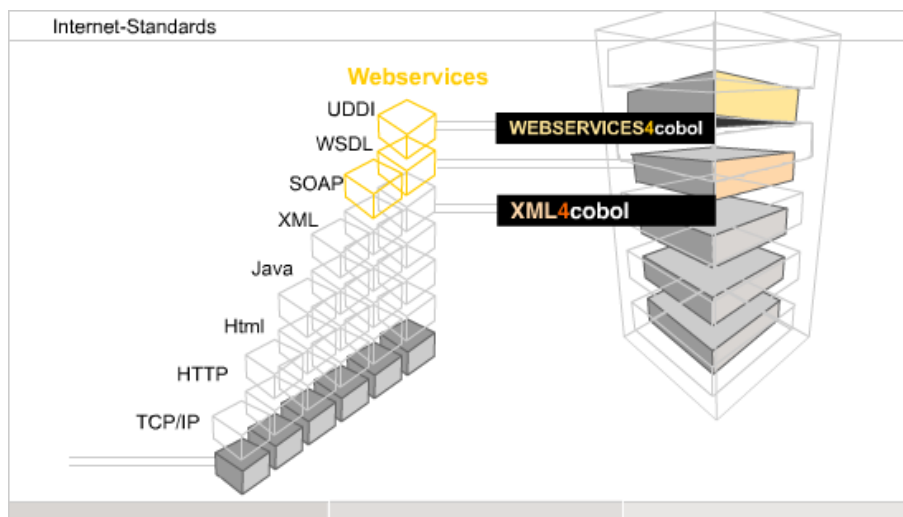 Internet-Standards
Webservices
UDDI
WEBSERVICES4cobol
WSDL
SOAP
XML4cobol
XML
Java
Html
HTTP
TCP/IP